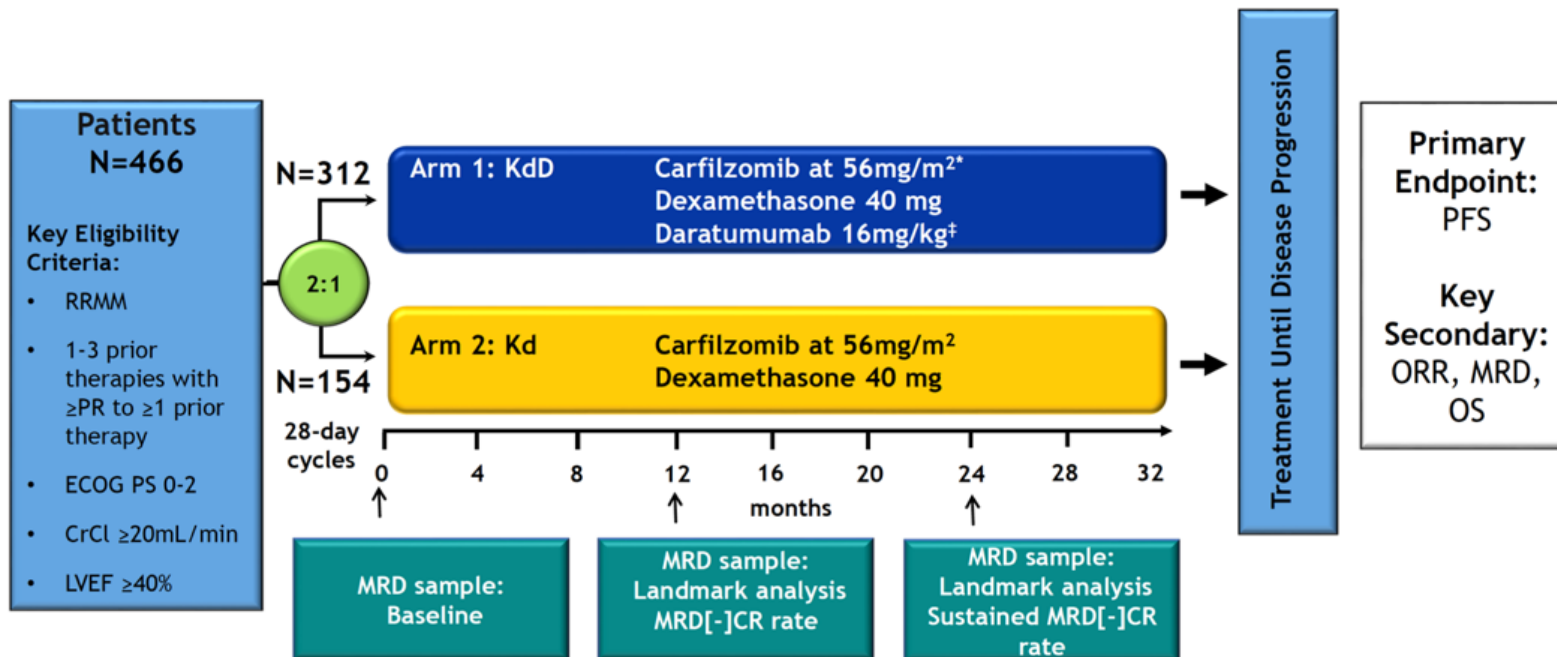 Patients
N=466
Key Eligibility
Criteria:
• RRMM
• 1-3 prior
therapies with
≥PR to ≥1 prior
therapy
• ECOG PS 0-2
• CrCl ≥20mL/min
• LVEF ≥40%
2:1
N=312
N=154
Arm 1: KdD Carfilzomib at 56mg/m²*
Dexamethasone 40 mg
Daratumumab 16mg/kg‡
Arm 2: Kd Carfilzomib at 56mg/m²
Dexamethasone 40 mg
28-day
cycles
0 4 8 12 16 20 24 28 32
months
MRD sample:
Baseline
MRD sample:
Landmark analysis
MRD[-]CR rate
MRD sample:
Landmark analysis
Sustained MRD[-]CR
rate
Treatment Until Disease Progression
Primary
Endpoint:
PFS
Key
Secondary:
ORR, MRD,
OS